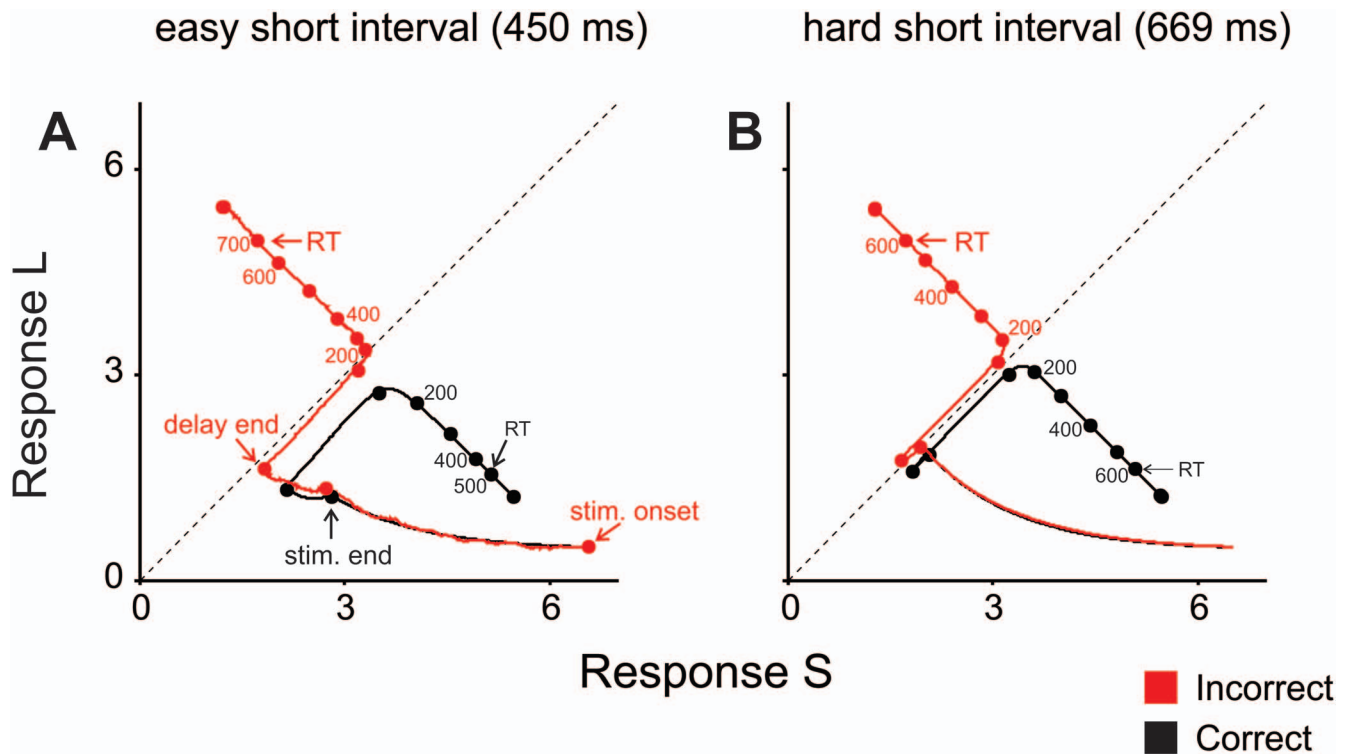 easy short interval (450 ms)
hard short interval (669 ms)
A
B
6
3
0
0
3
6
0
3
6
Response L
Response S
700
RT
600
400
200
delay end
200
RT
400
500
stim. onset
stim. end
600
RT
400
200
200
400
600
RT
Incorrect
Correct